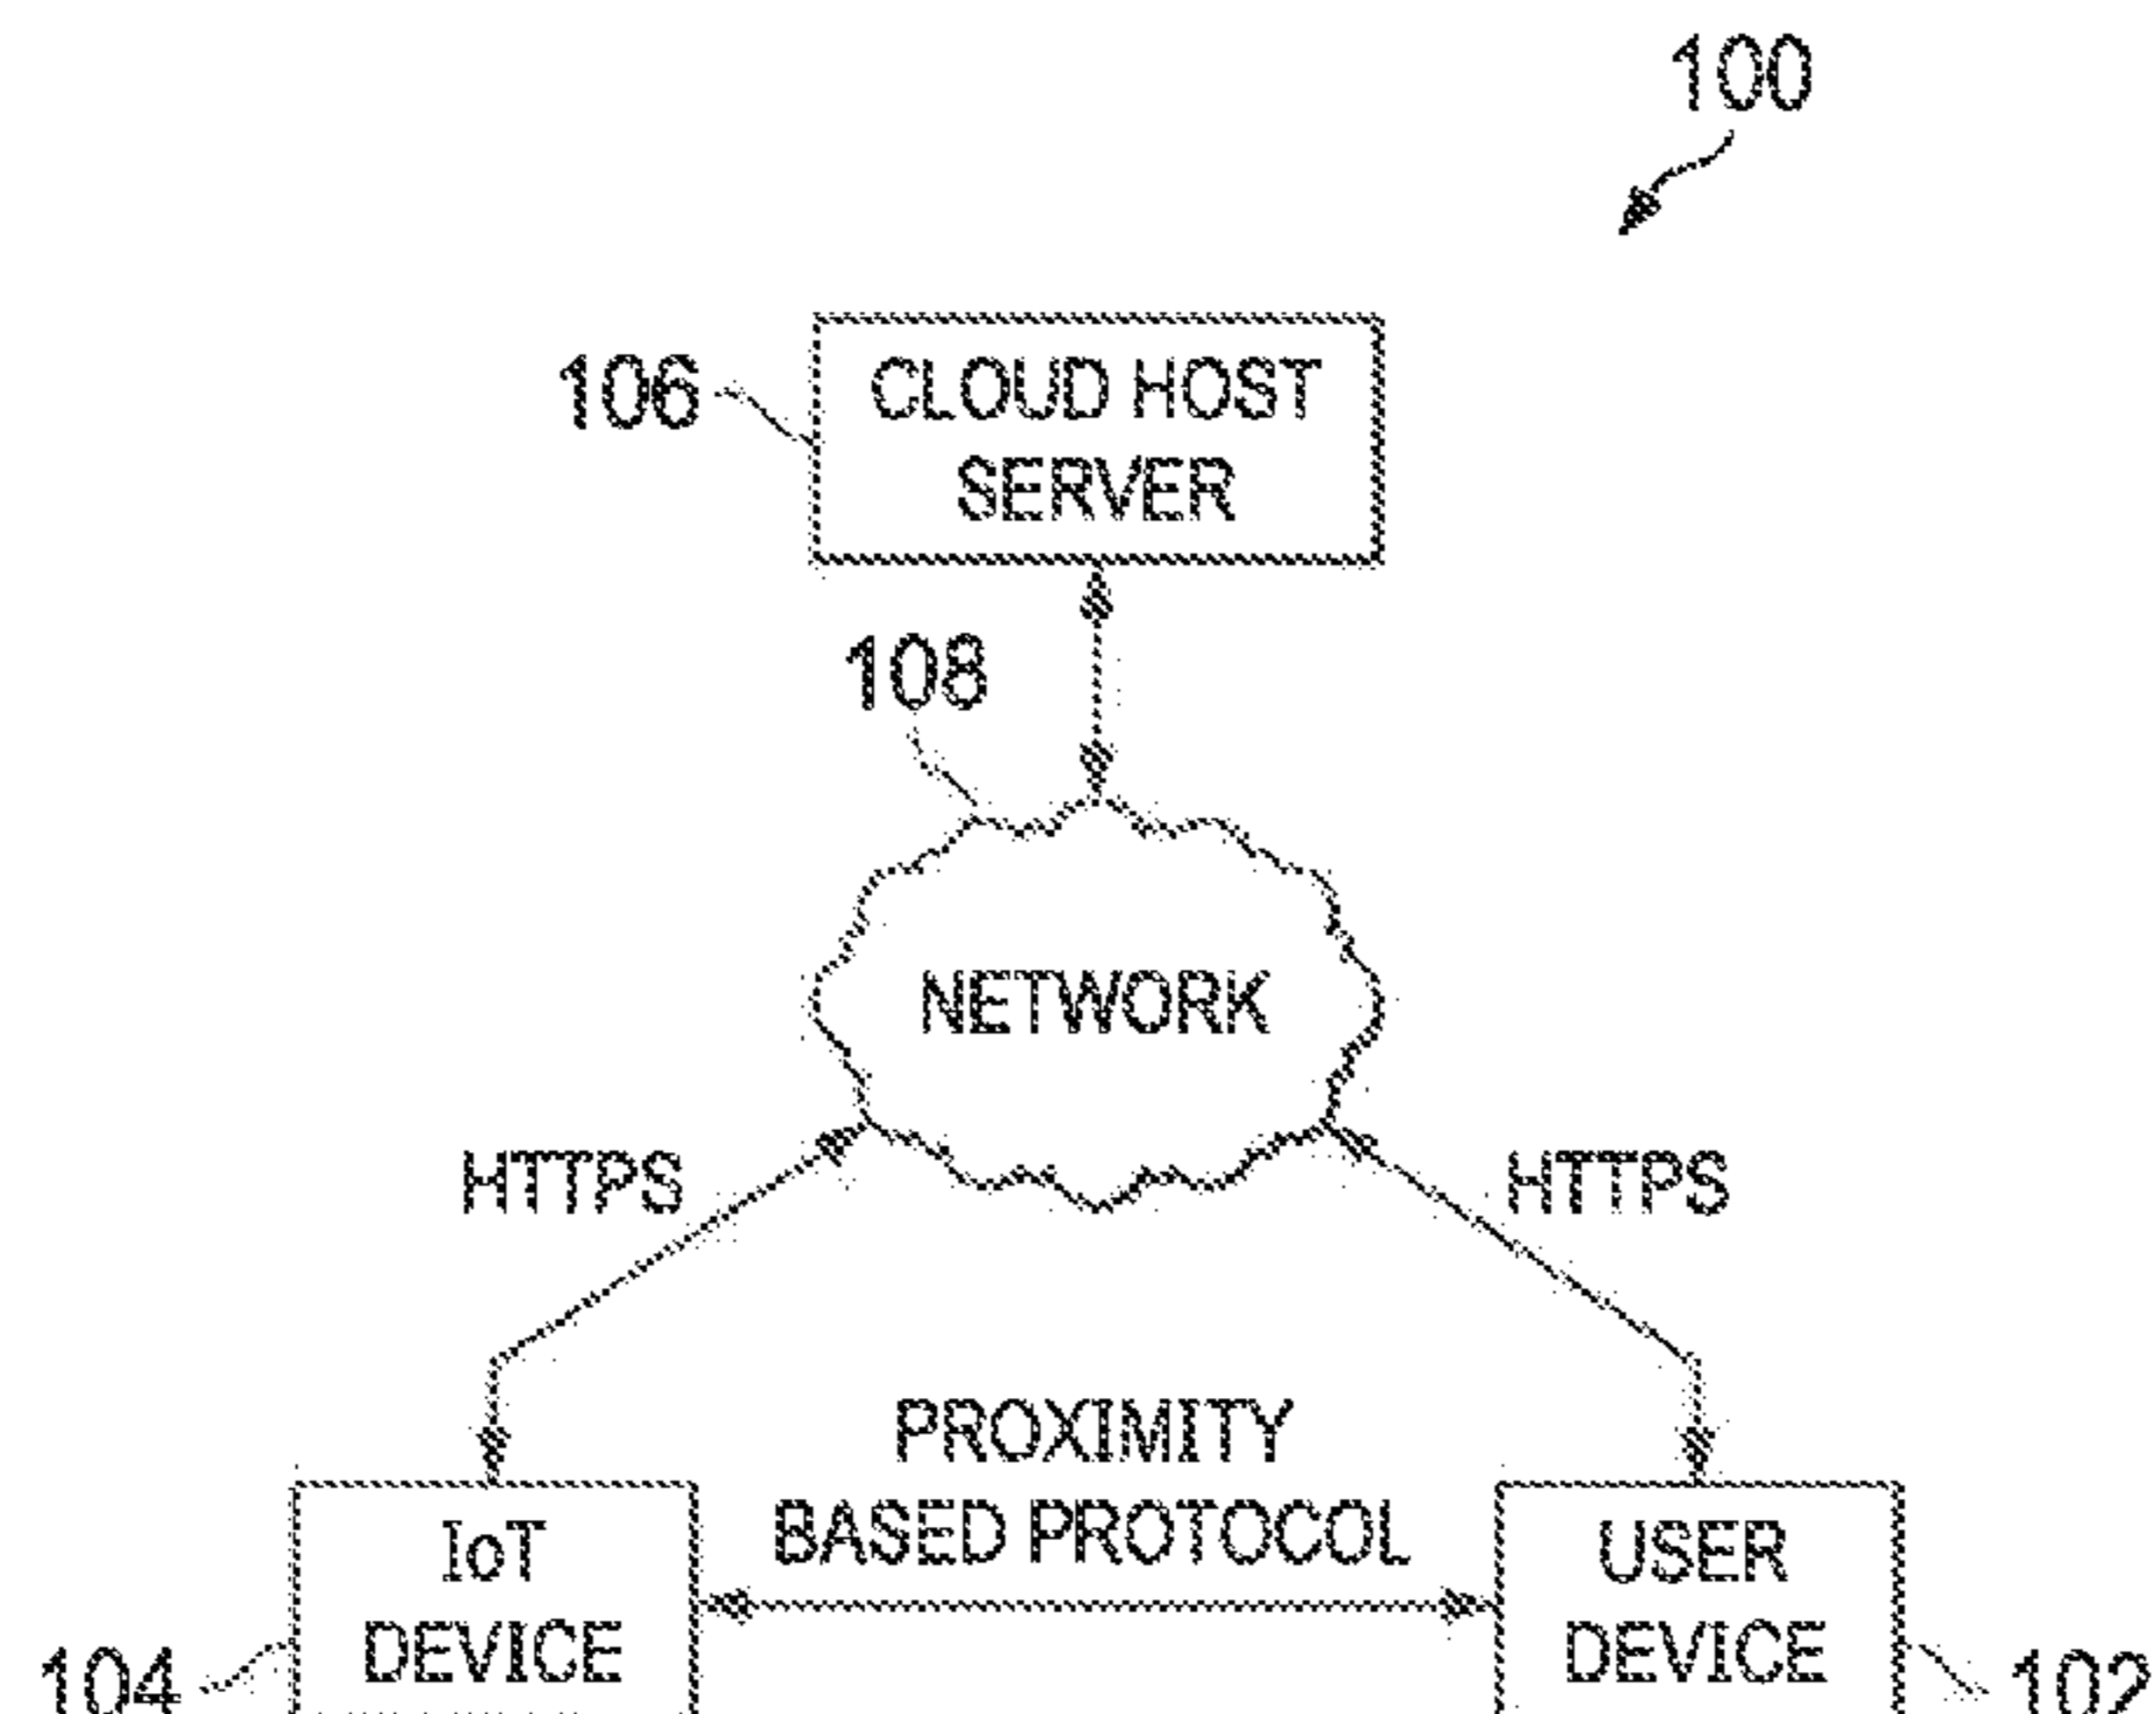 100
106
CLOUD HOST
SERVER
108
NETWORK
HTTPS
HTTPS
PROXIMITY
BASED PROTOCOL
IoT
DEVICE
USER
DEVICE
104
102